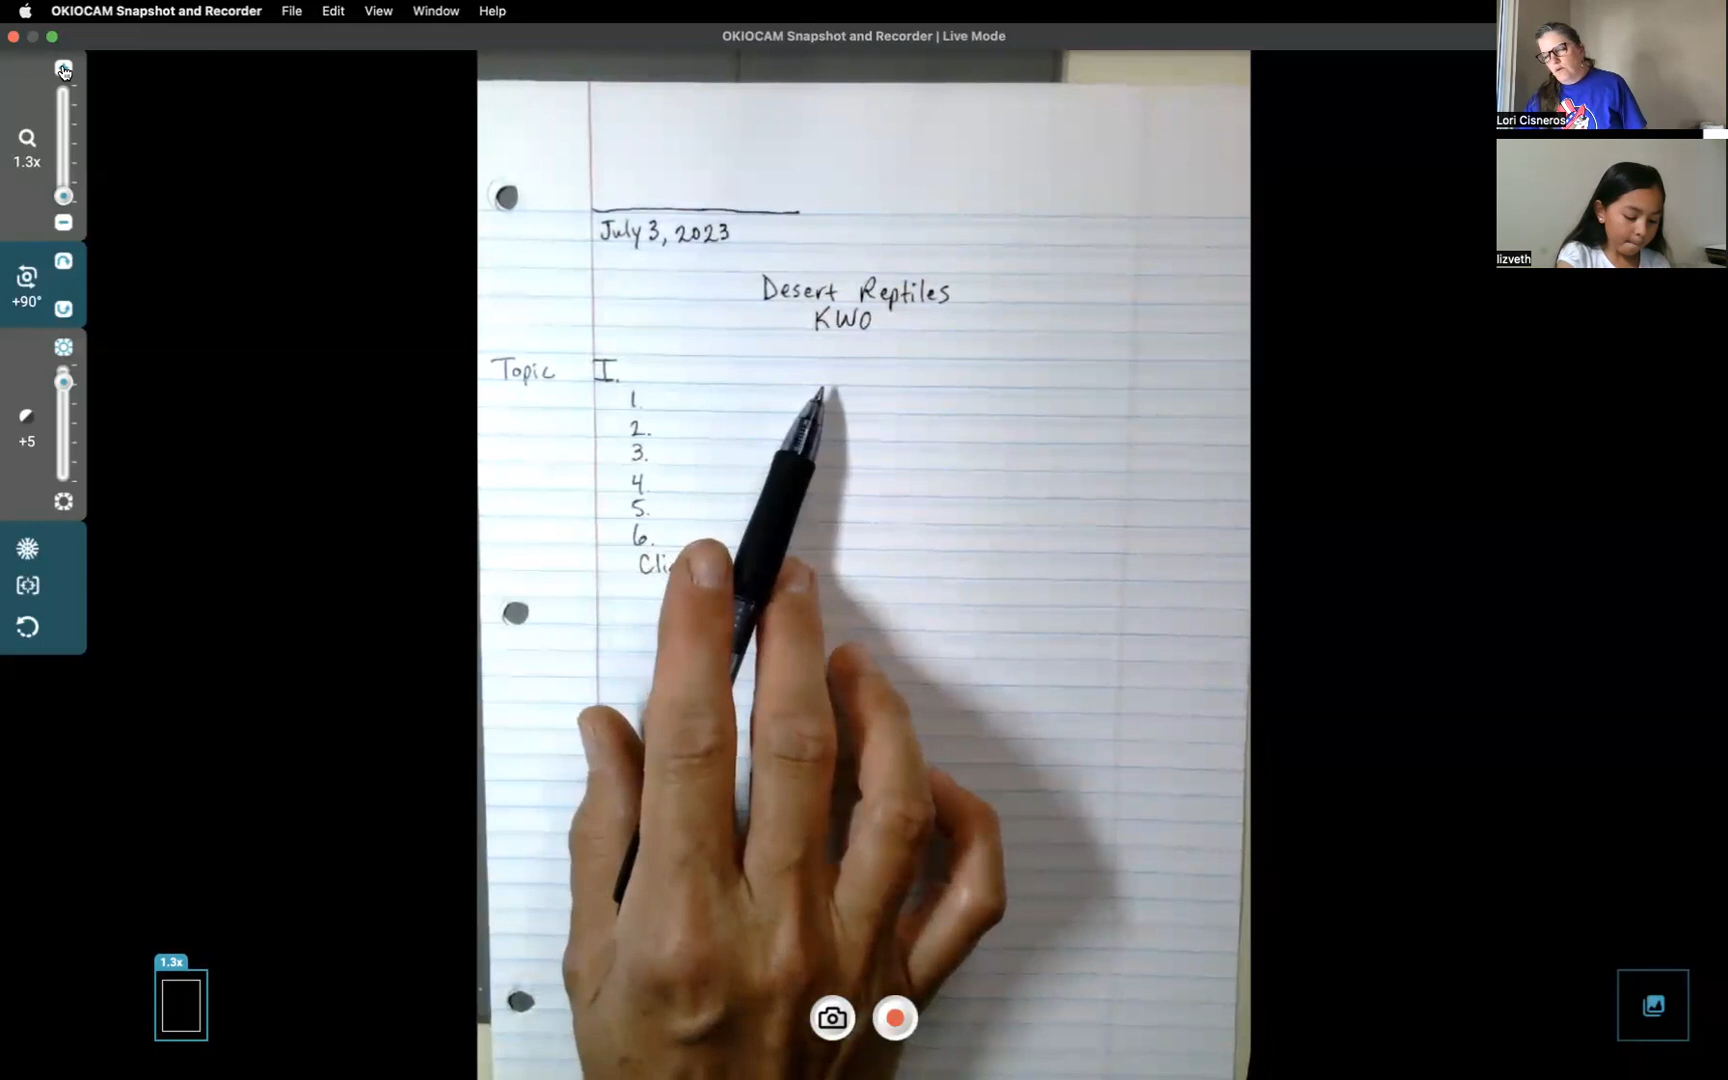 OKIOCAM Snapshot and Recorder File Edit View Window Help
OKIOCAM Snapshot and Recorder | Live Mode
1.3x
+90°
+5
July 3, 2023
Desert Reptiles
KWO
Topic I.
1.
2.
3.
4.
5.
6.
1.3x
Lori Cisneros
lizveth